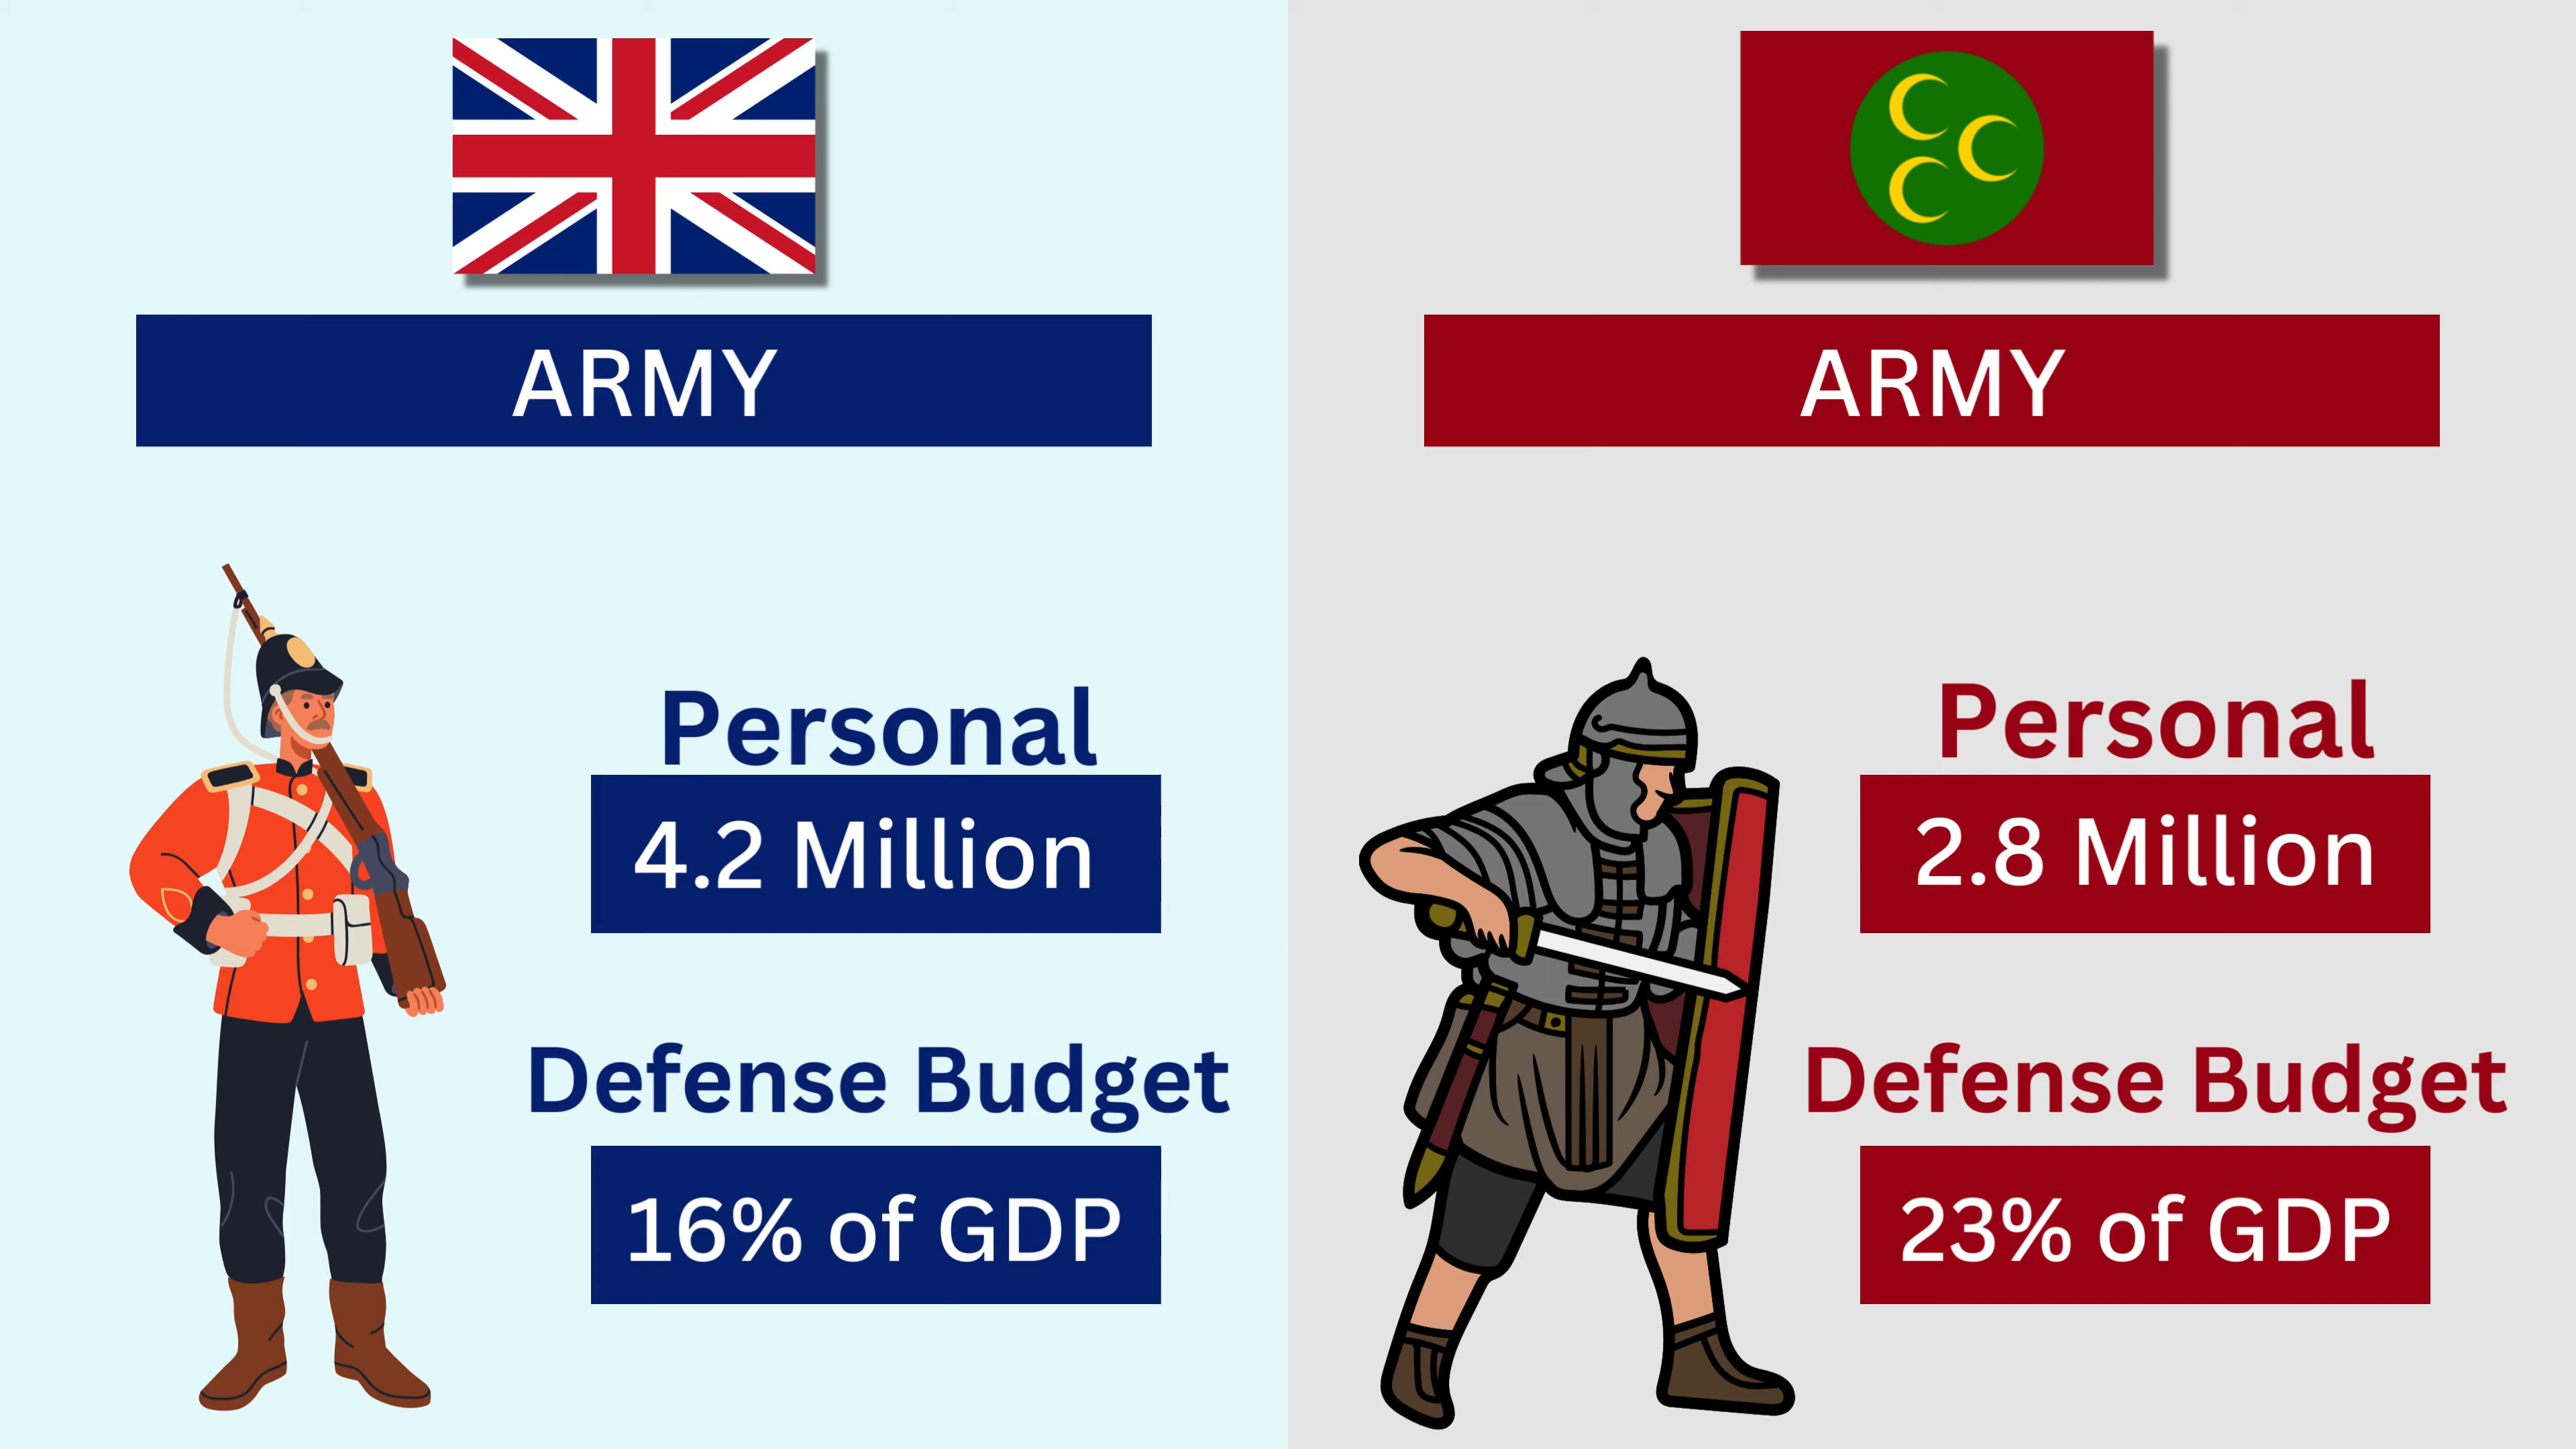 ARMY
Personal
4.2 Million
Defense Budget
16% of GDP
ARMY
Personal
2.8 Million
Defense Budget
23% of GDP